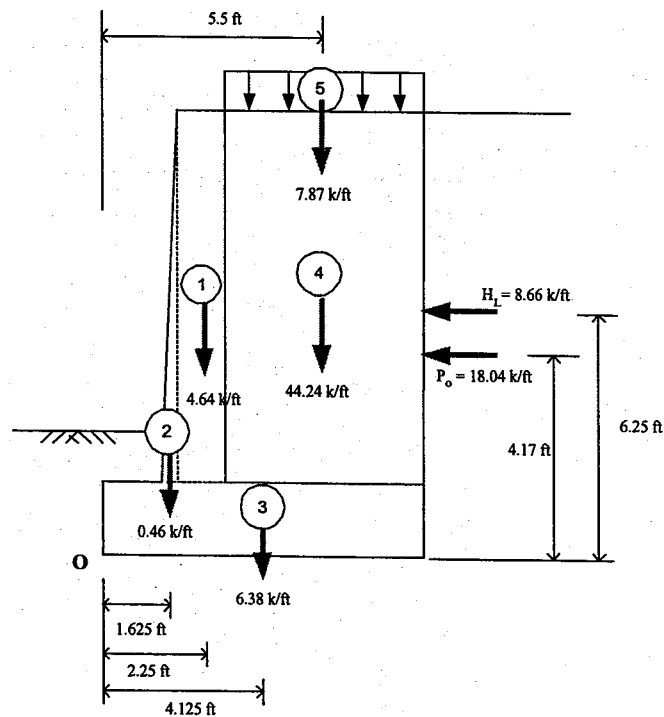 5.5 ft
5
7.87 k/ft
4
1
H_L = 8.66 k/ft
P_o = 18.04 k/ft
4.64 k/ft
44.24 k/ft
6.25 ft
4.17 ft
2
3
0.46 k/ft
O
6.38 k/ft
1.625 ft
2.25 ft
4.125 ft